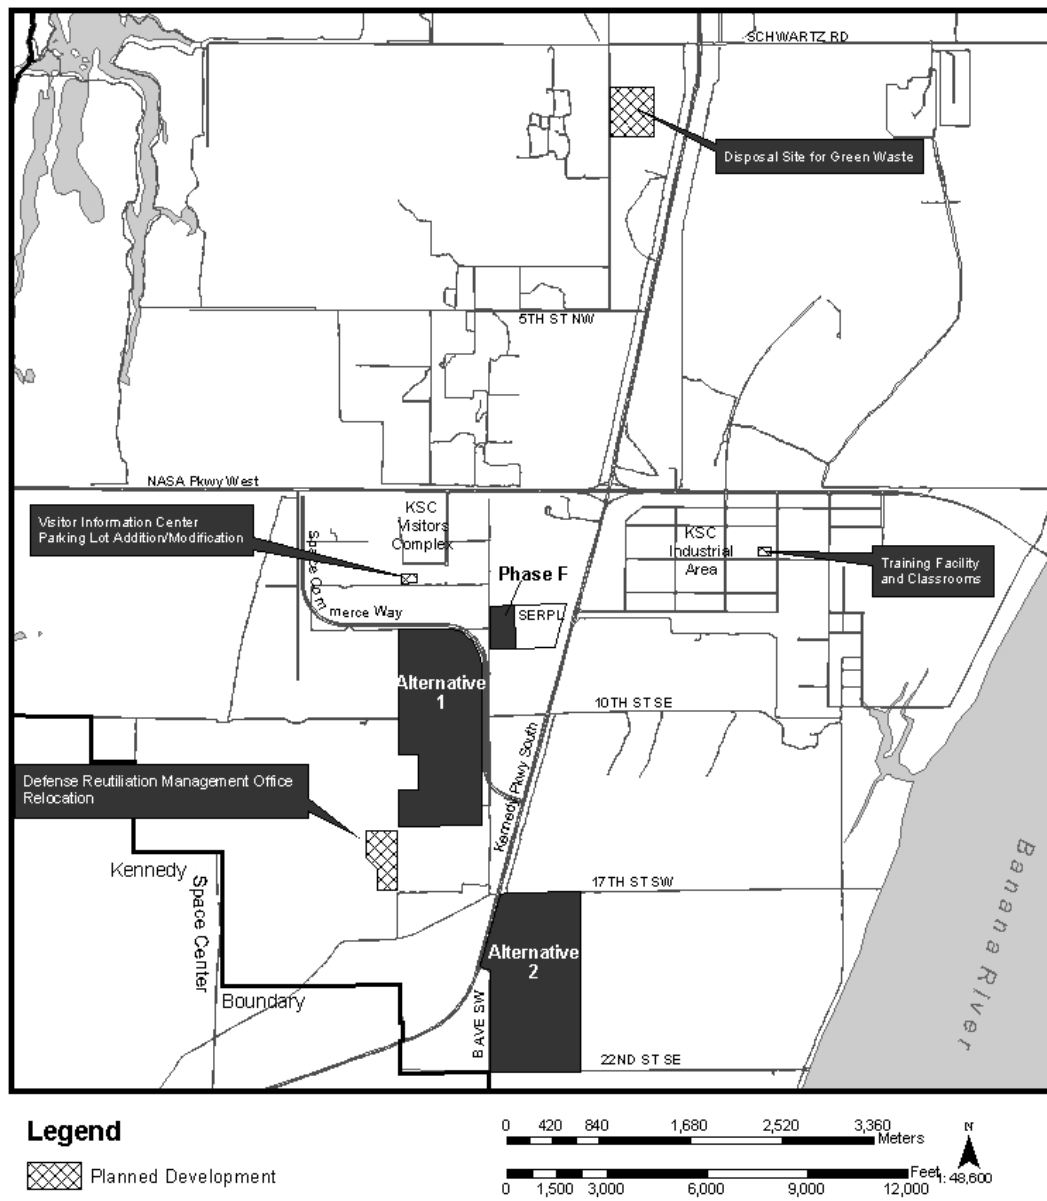 SCHWARTZ RD
Disposal Site for Green Waste
5TH ST NW
NASA Pkwy West
Visitor Information Center
Parking Lot Addition/Modification
KSC
Visitors
Complex
KSC
Industrial
Area
Training Facility
and Classrooms
Space Commerce Way
Phase F
SERPL
Alternative
1
10TH ST SE
Kennedy Pkwy South
Defense Reutiliation Management Office
Relocation
Kennedy
Space Center
Boundary
17TH ST SW
Alternative
2
B AVE SW
22ND ST SE
Banana River
Legend
Planned Development
0 420 840 1,680 2,520 3,360
Meters
Feet
0 1,500 3,000 6,000 9,000 12,000
N
1: 48,600